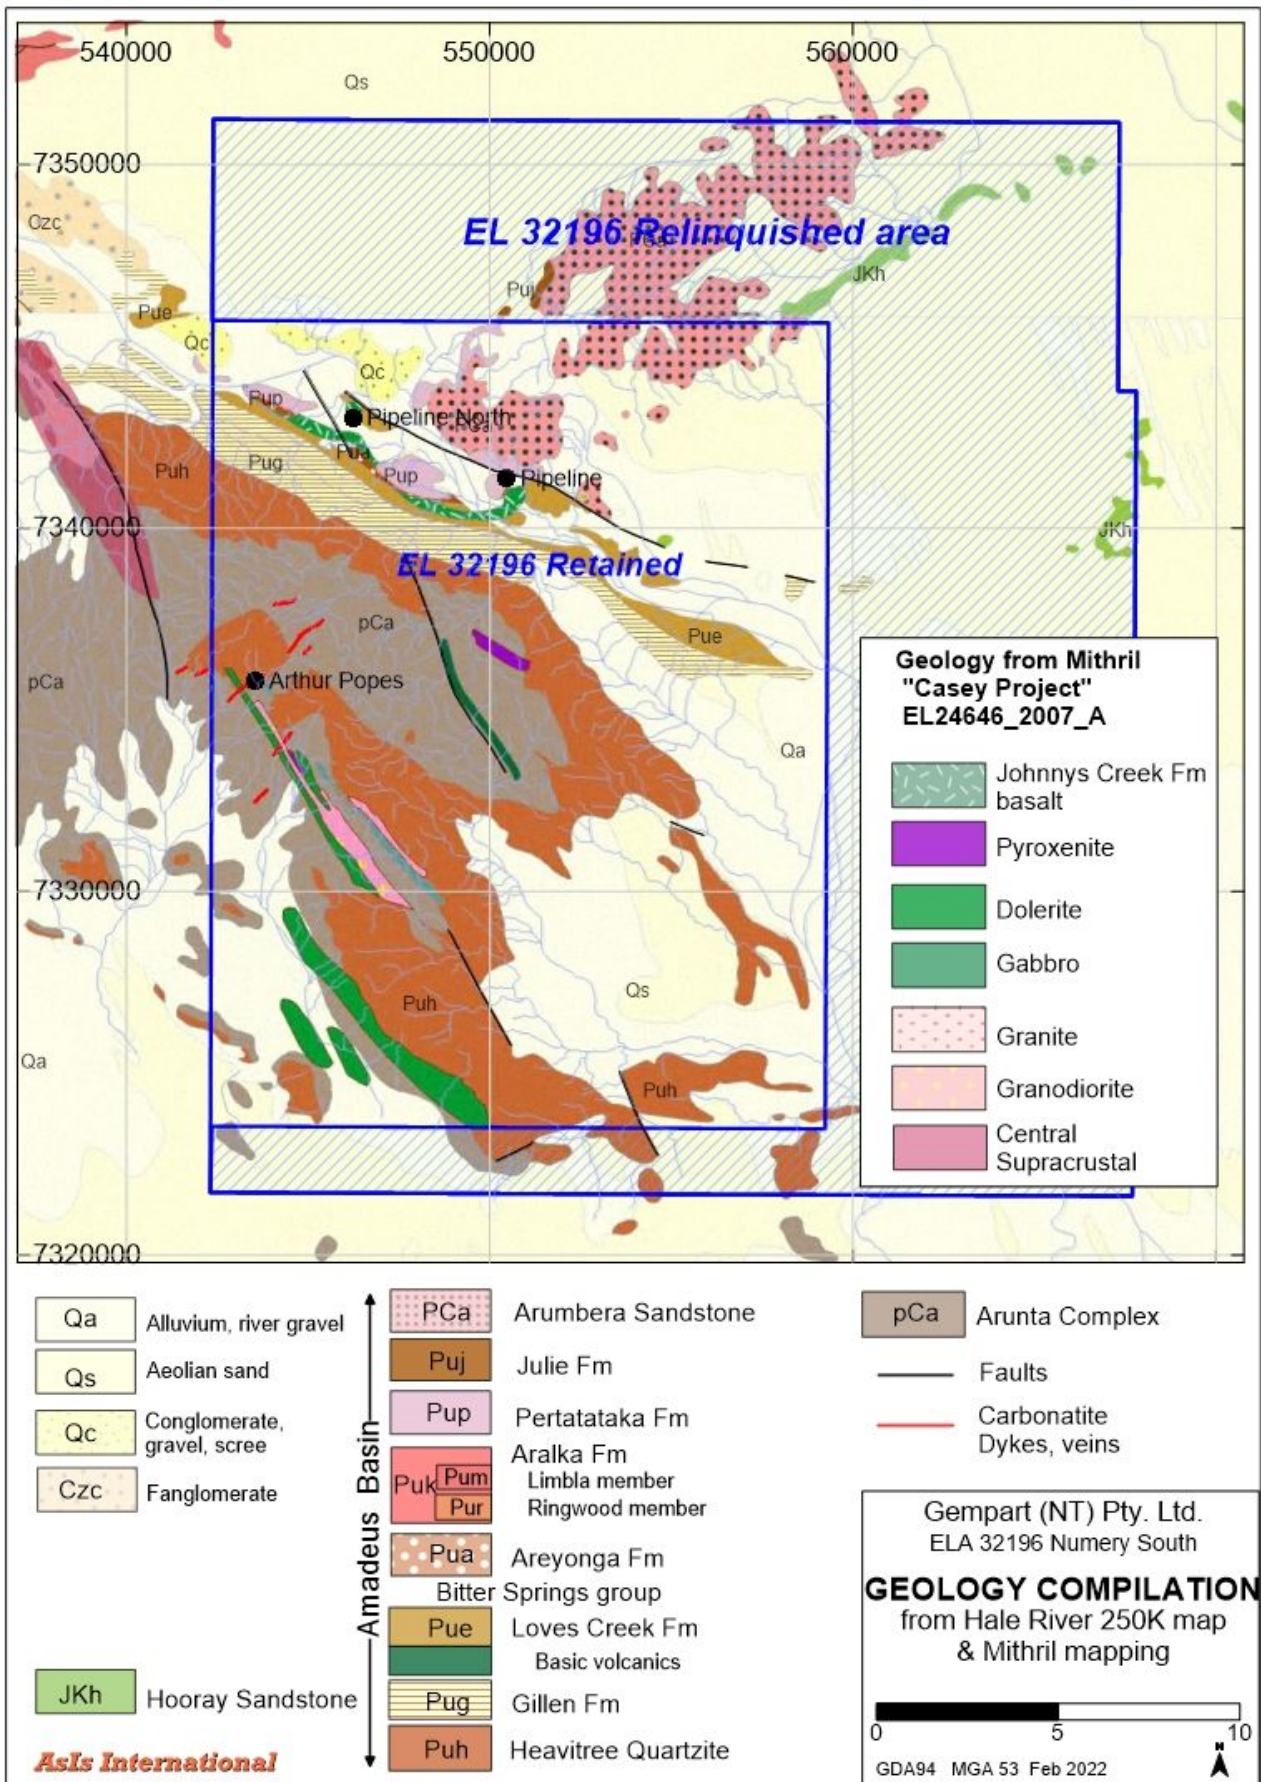 540000
550000
560000
Qs
7350000
Czc
EL 32196 Relinquished area
PCa
JKh
Puj
Pue
Qc
Qc
Pup
Pipeline North
PCa
Pua
Puh
Pug
Pup
Pipeline
7340000
JKh
EL 32196 Retained
pCa
Pue
pCa
Arthur Popes
Qa
7330000
Qs
Puh
Qa
Puh
7320000
Geology from Mithril
"Casey Project"
EL24646_2007_A
Johnnys Creek Fm
basalt
Pyroxenite
Dolerite
Gabbro
Granite
Granodiorite
Central
Supracrustal
Qa Alluvium, river gravel
Qs Aeolian sand
Qc Conglomerate,
gravel, scree
Czc Fanglomerate
JKh Hooray Sandstone
AsIs International
Amadeus Basin
PCa Arumbera Sandstone
Puj Julie Fm
Pup Pertatataka Fm
Puk Aralka Fm
Pum Limbla member
Pur Ringwood member
Pua Areyonga Fm
Bitter Springs group
Pue Loves Creek Fm
Basic volcanics
Pug Gillen Fm
Puh Heavitree Quartzite
pCa Arunta Complex
Faults
Carbonatite
Dykes, veins
Gempart (NT) Pty. Ltd.
ELA 32196 Numery South
GEOLOGY COMPILATION
from Hale River 250K map
& Mithril mapping
0 5 10
GDA94 MGA 53 Feb 2022
N